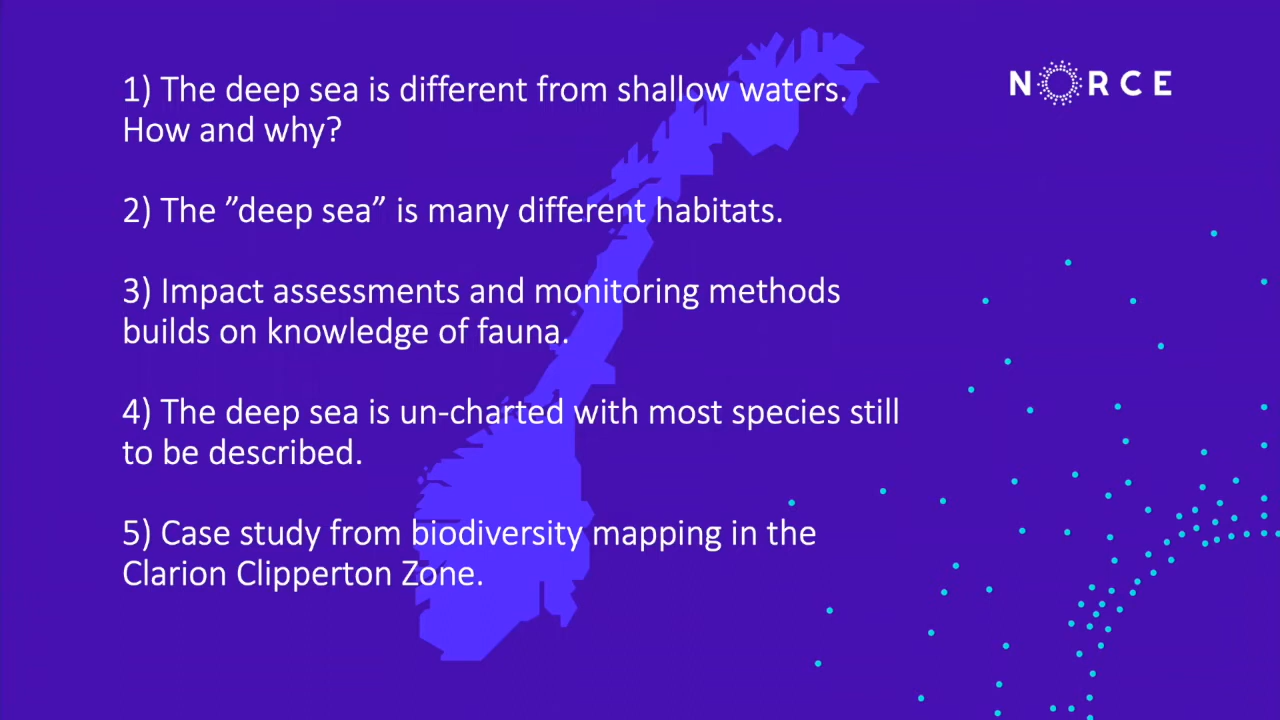 1) The deep sea is different from shallow waters.
How and why?
2) The ”deep sea” is many different habitats.
3) Impact assessments and monitoring methods
builds on knowledge of fauna.
4) The deep sea is un-charted with most species still
to be described.
5) Case study from biodiversity mapping in the
Clarion Clipperton Zone.
NORCE